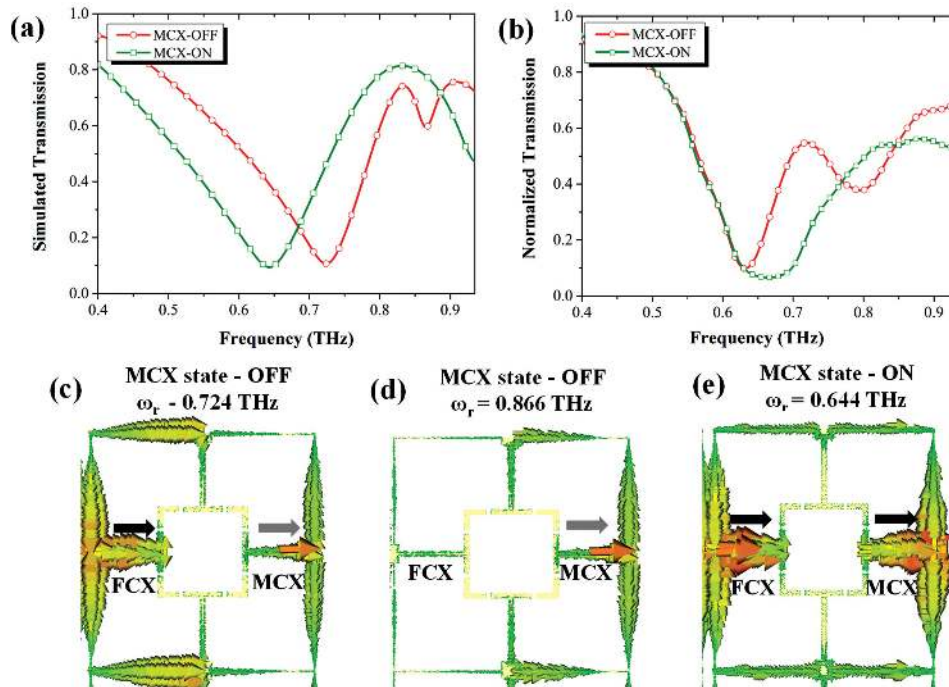 (a)
MCX-OFF
MCX-ON
Simulated Transmission
1.0
0.8
0.6
0.4
0.2
0.0
0.4 0.5 0.6 0.7 0.8 0.9
Frequency (THz)
(b)
MCX-OFF
MCX-ON
Normalized Transmission
1.0
0.8
0.6
0.4
0.2
0.0
0.4 0.5 0.6 0.7 0.8 0.9
Frequency (THz)
(c)
MCX state - OFF
ωr - 0.724 THz
FCX
MCX
(d)
MCX state - OFF
ωr = 0.866 THz
FCX
MCX
(e)
MCX state - ON
ωr = 0.644 THz
FCX
MCX